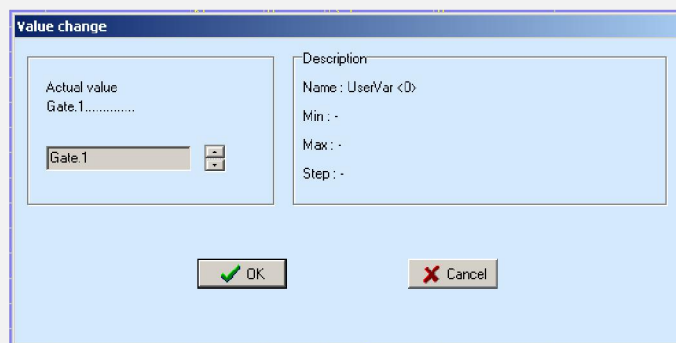 Value change
Actual value
Gate.1..............
Gate.1
Description
Name : UserVar <0>
Min : -
Max : -
Step : -
OK
Cancel